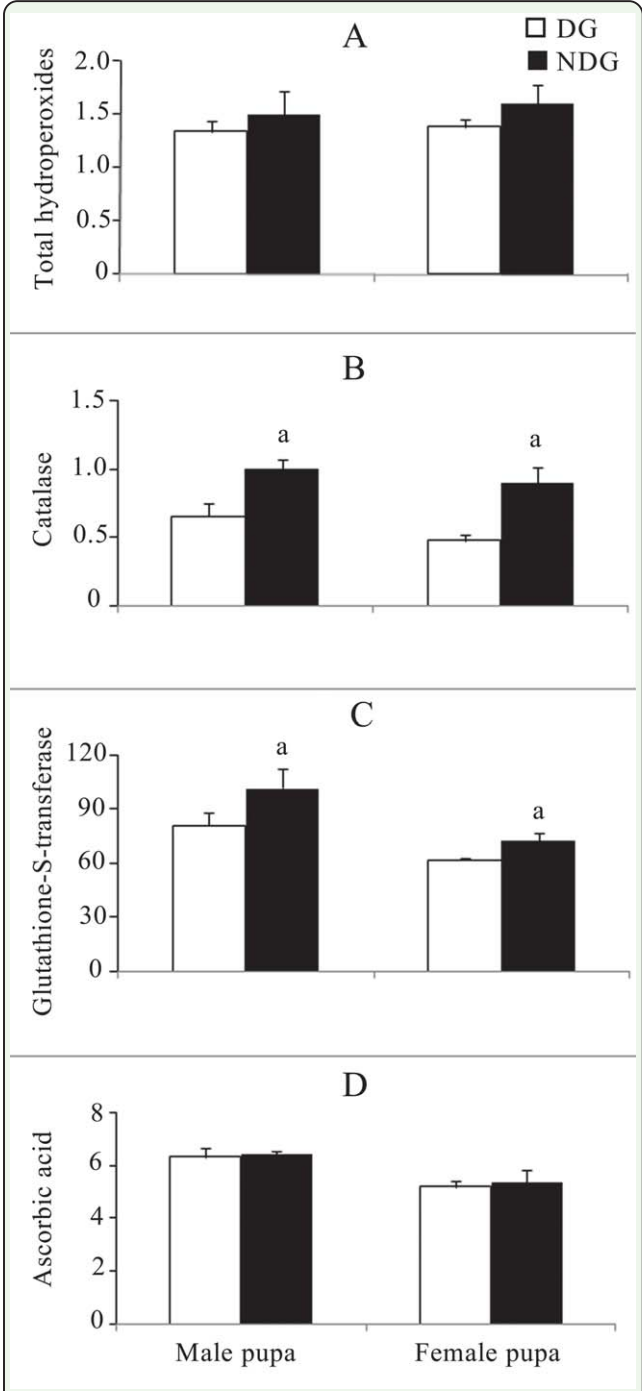 A
DG
NDG
Total hydroperoxides
2.0
1.5
1.0
0.5
0
B
Catalase
1.5
a
a
1.0
0.5
0
C
Glutathione-S-transferase
120
a
90
a
60
30
0
D
Ascorbic acid
8
6
4
2
0
Male pupa Female pupa